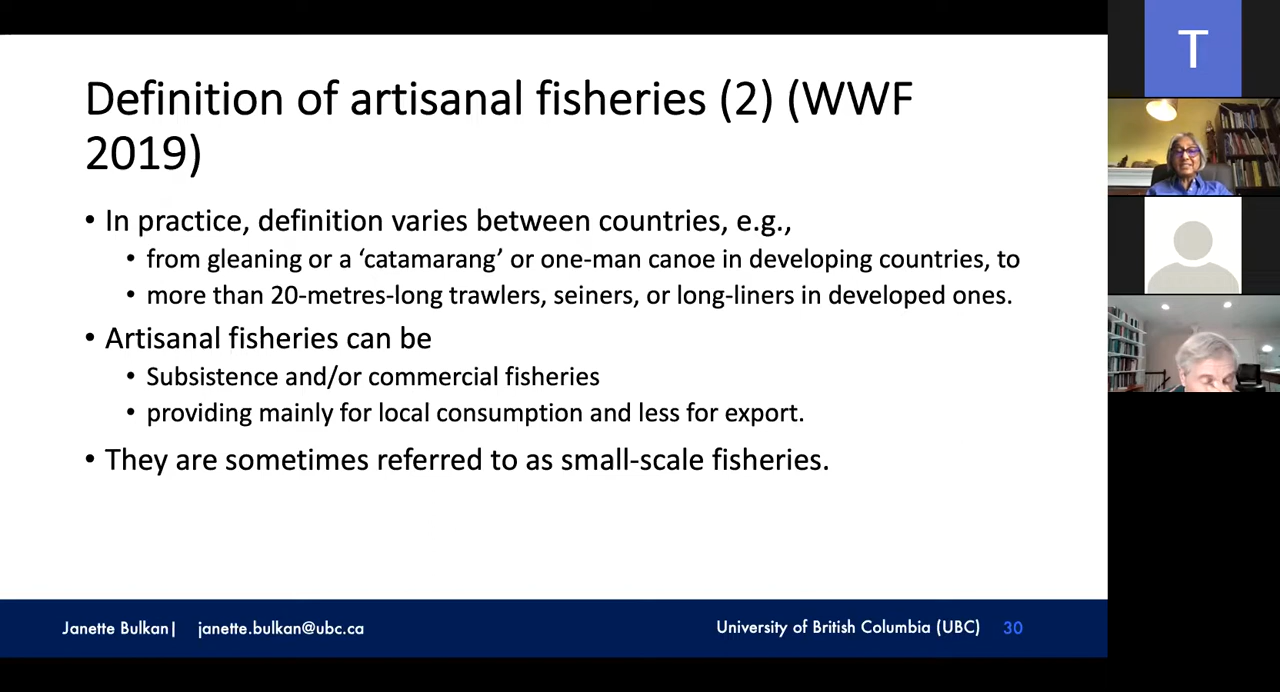 Definition of artisanal fisheries (2) (WWF
2019)
• In practice, definition varies between countries, e.g.,
• from gleaning or a ‘catamarang’ or one-man canoe in developing countries, to
• more than 20-metres-long trawlers, seiners, or long-liners in developed ones.
• Artisanal fisheries can be
• Subsistence and/or commercial fisheries
• providing mainly for local consumption and less for export.
• They are sometimes referred to as small-scale fisheries.
Janette Bulkan| janette.bulkan@ubc.ca
University of British Columbia (UBC) 30
T